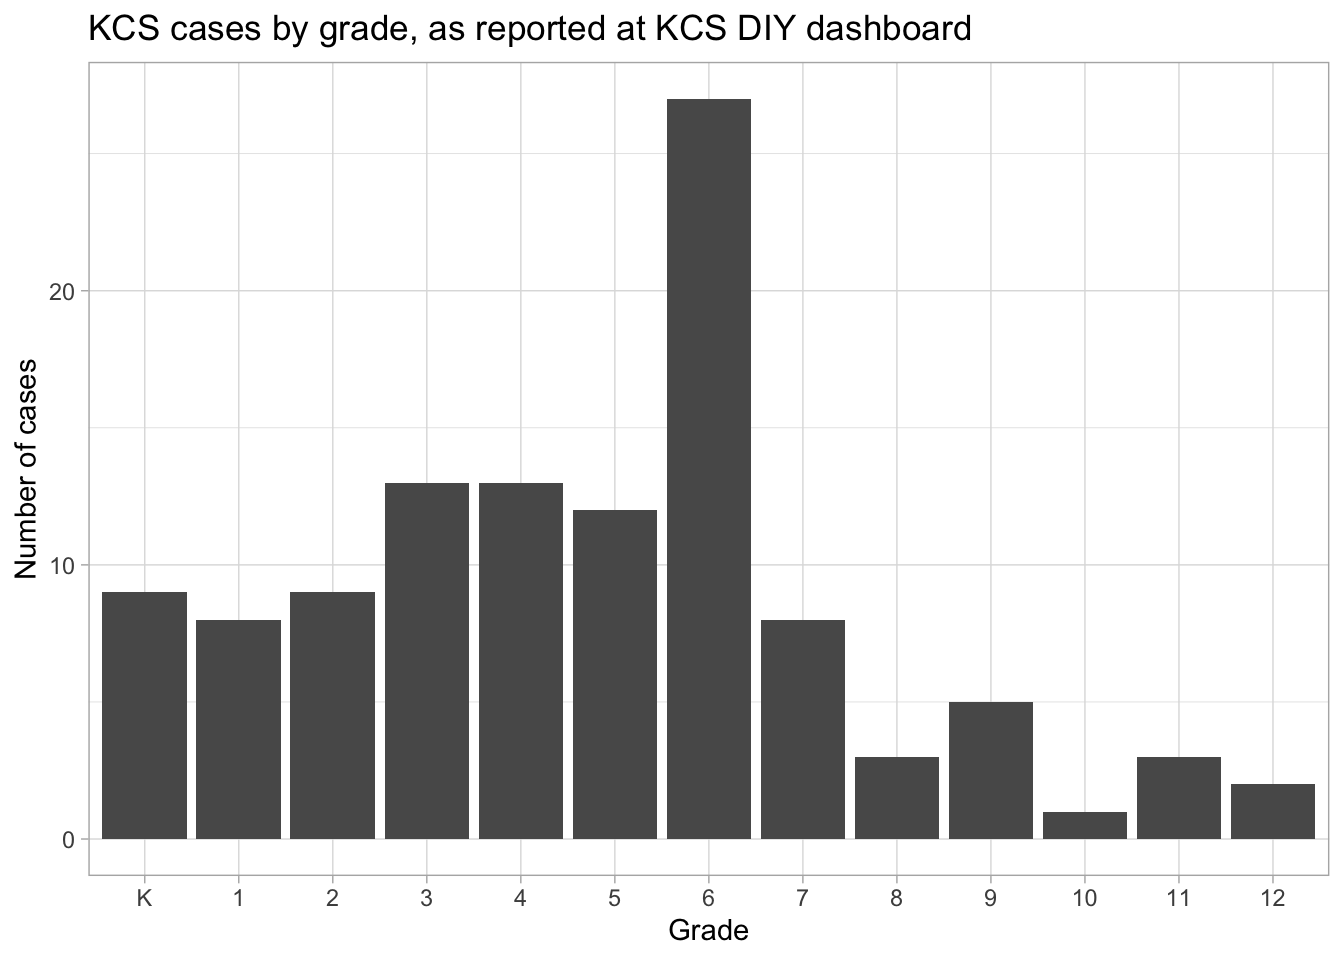 KCS cases by grade, as reported at KCS DIY dashboard
Number of cases
20
10
0
K 1 2 3 4 5 6 7 8 9 10 11 12
Grade